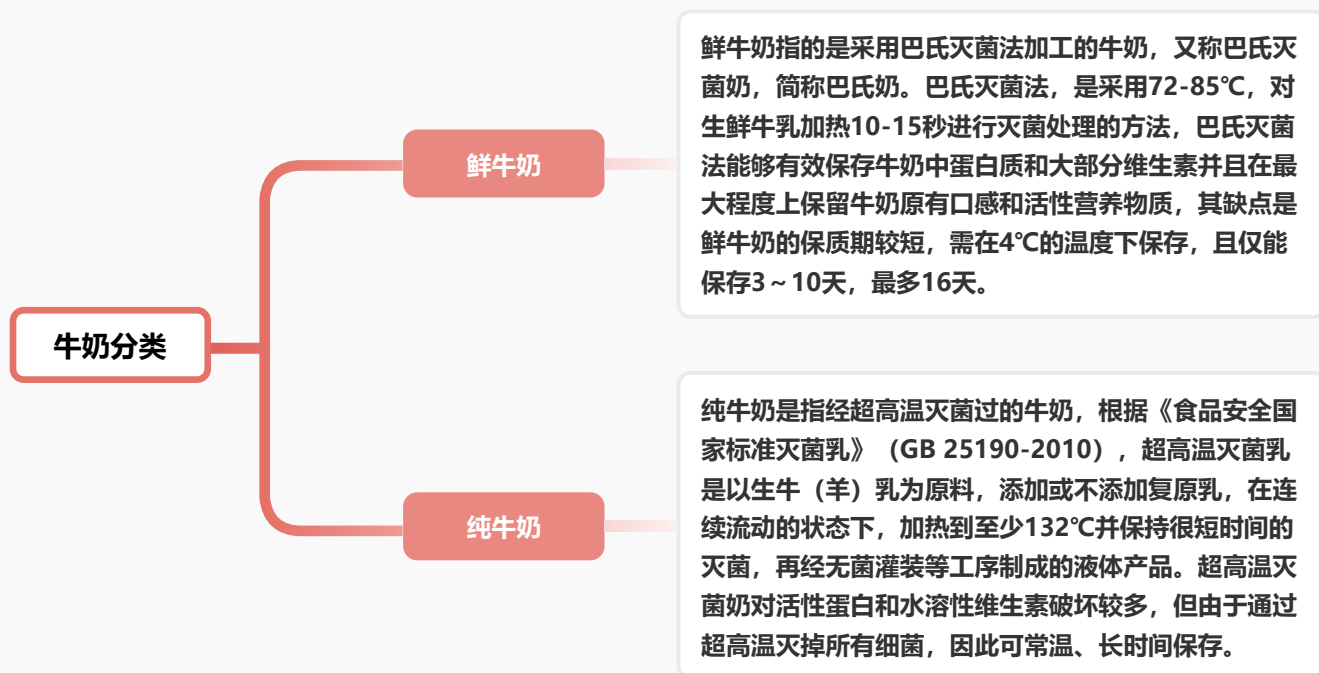 牛奶分类
鲜牛奶
鲜牛奶指的是采用巴氏灭菌法加工的牛奶，又称巴氏灭
菌奶，简称巴氏奶。巴氏灭菌法，是采用72-85℃，对
生鲜牛乳加热10-15秒进行灭菌处理的方法，巴氏灭菌
法能够有效保存牛奶中蛋白质和大部分维生素并且在最
大程度上保留牛奶原有口感和活性营养物质，其缺点是
鲜牛奶的保质期较短，需在4℃的温度下保存，且仅能
保存3～10天，最多16天。
纯牛奶
纯牛奶是指经超高温灭菌过的牛奶，根据《食品安全国
家标准灭菌乳》（GB 25190-2010），超高温灭菌乳
是以生牛（羊）乳为原料，添加或不添加复原乳，在连
续流动的状态下，加热到至少132℃并保持很短时间的
灭菌，再经无菌灌装等工序制成的液体产品。超高温灭
菌奶对活性蛋白和水溶性维生素破坏较多，但由于通过
超高温灭掉所有细菌，因此可常温、长时间保存。